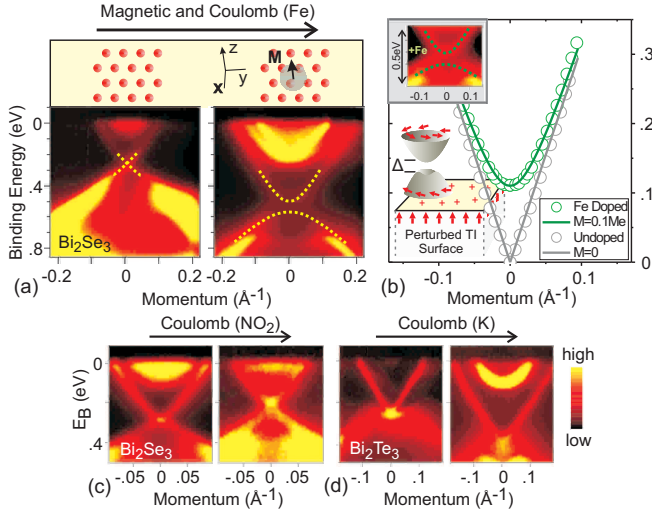 Magnetic and Coulomb (Fe)
z
y
x
M
Binding Energy (eV)
0
.4
.8
Bi2Se3
-0.2 0 0.2 -0.2 0 0.2
(a) Momentum (Å-1)
+Fe
0.5eV
-0.1 0 0.1
.3
.2
.1
0
Δ
Perturbed TI
Surface
Fe Doped
M=0.1Me
Undoped
M=0
-0.1 0 0.1
(b) Momentum (Å-1)
Coulomb (NO2)
Coulomb (K)
EB (eV)
0
.4
Bi2Se3
Bi2Te3
high
low
-.05 0 .05 -.05 0 .05
-0.1 0 0.1 -0.1 0 0.1
(c) Momentum (Å-1)
(d) Momentum (Å-1)